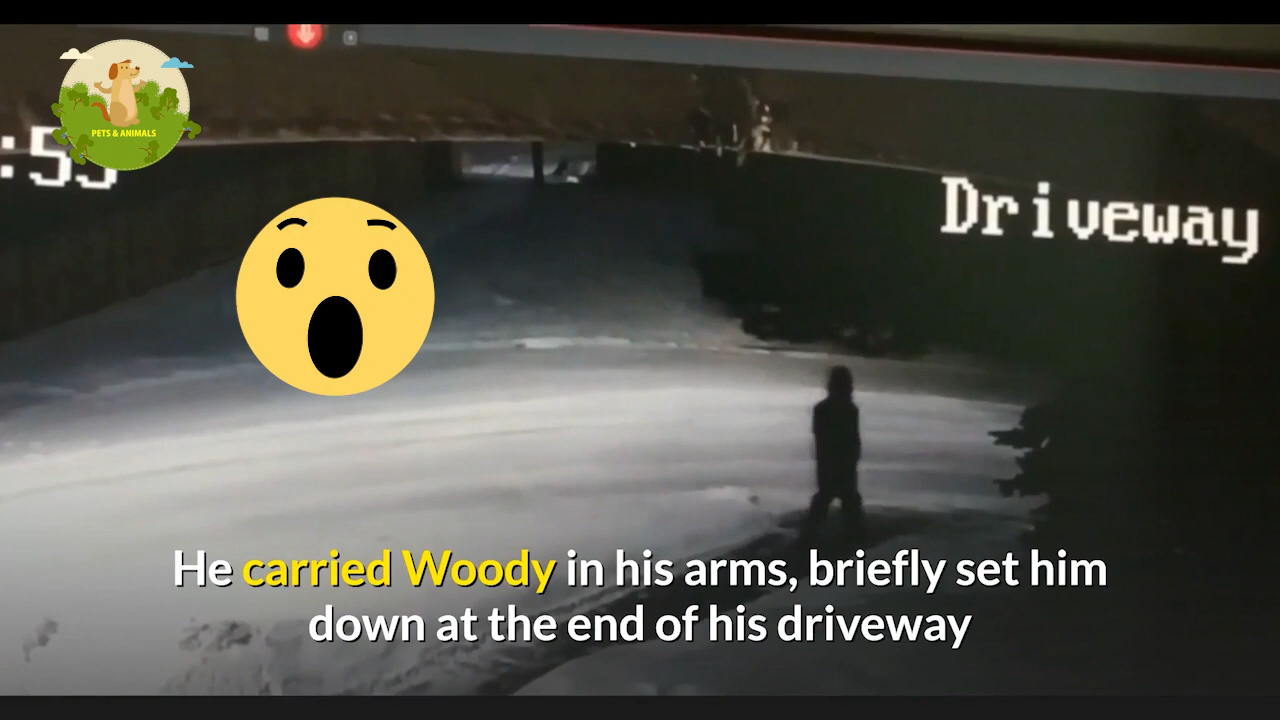 PETS & ANIMALS
:55
Driveway
He carried Woody in his arms, briefly set him
down at the end of his driveway